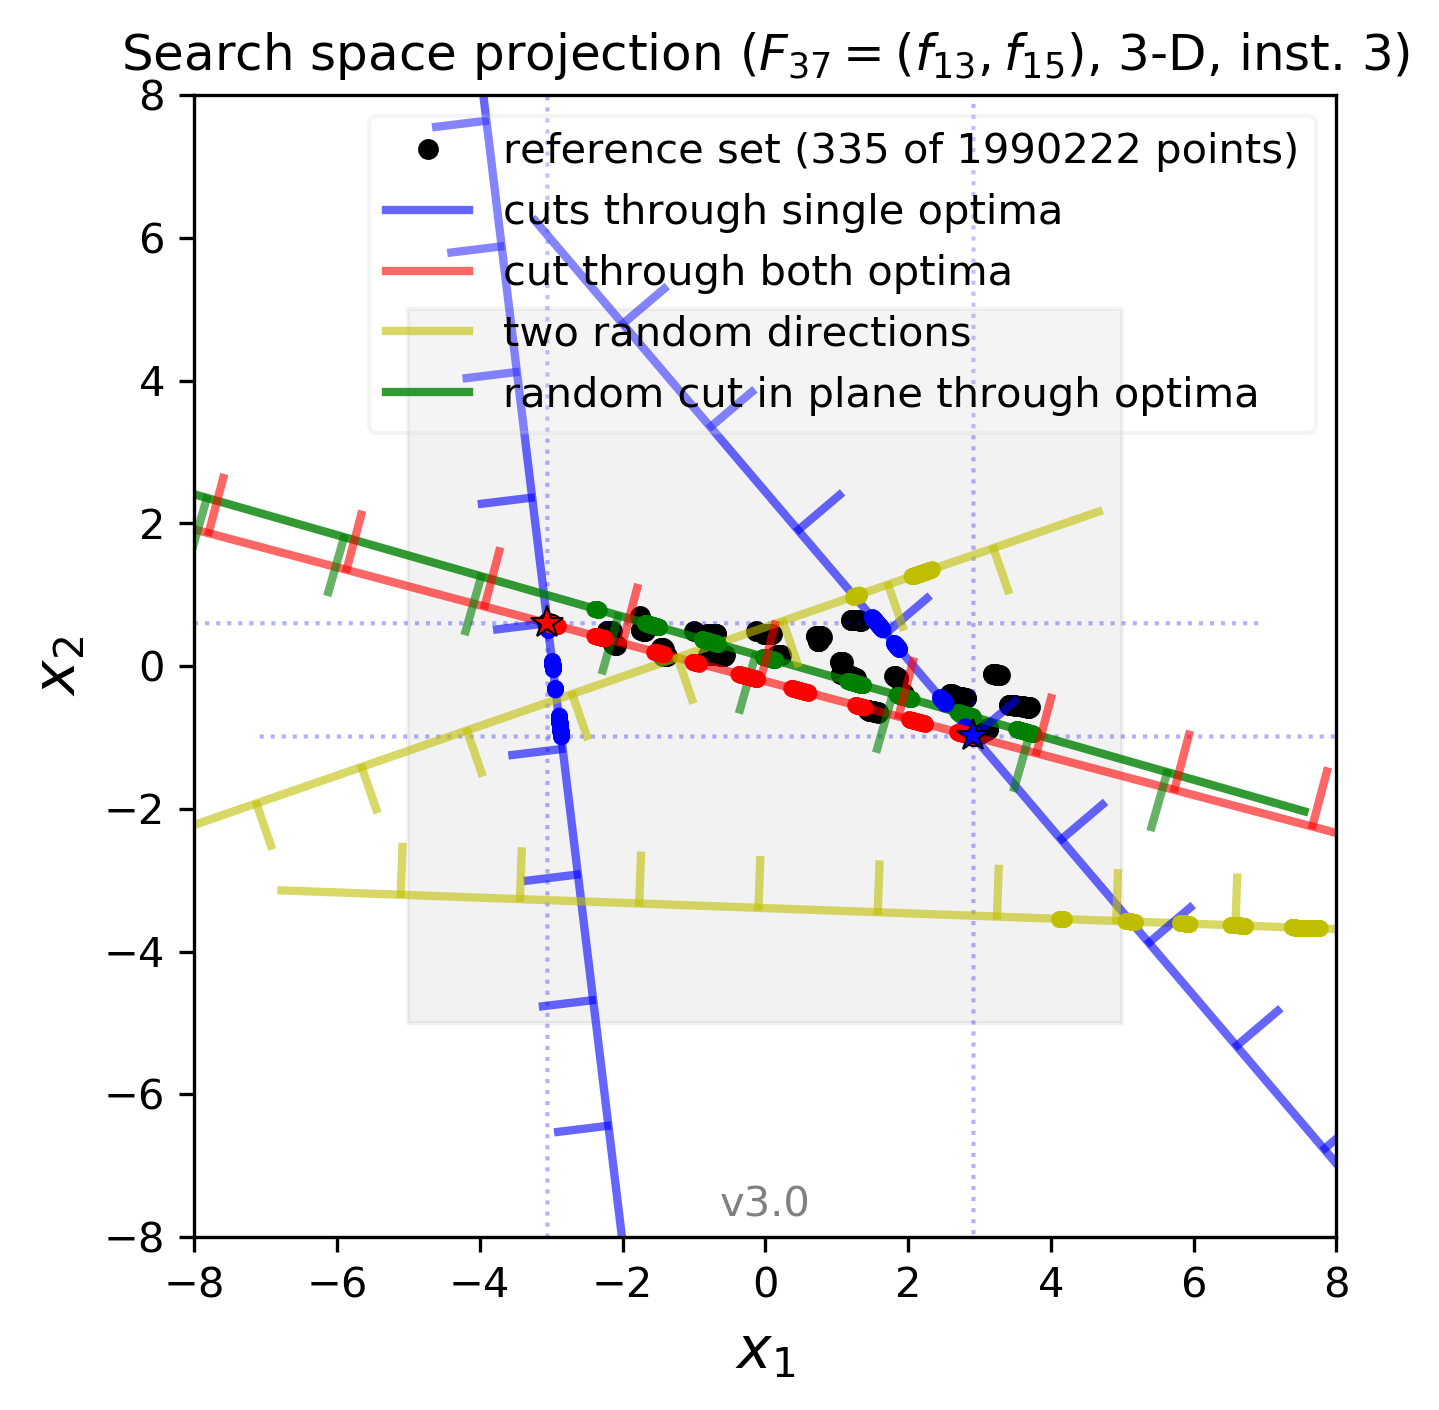 Search space projection (F37 = (f13, f15), 3-D, inst. 3)
8
6
4
2
0
−2
−4
−6
−8
x2
reference set (335 of 1990222 points)
cuts through single optima
cut through both optima
two random directions
random cut in plane through optima
v3.0
−8 −6 −4 −2 0 2 4 6 8
x1